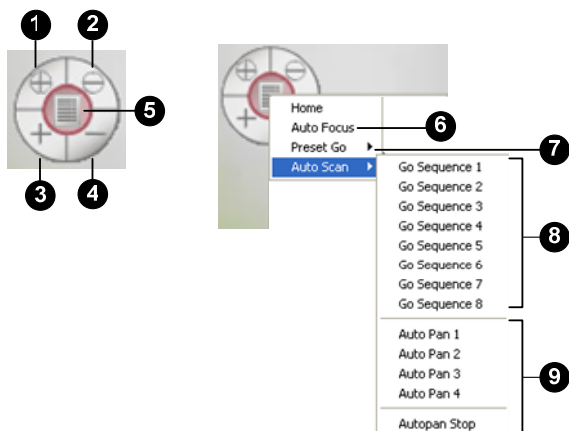 1
2
3
4
5
Home
Auto Focus
6
Preset Go
7
Auto Scan
Go Sequence 1
Go Sequence 2
Go Sequence 3
Go Sequence 4
Go Sequence 5
Go Sequence 6
Go Sequence 7
Go Sequence 8
8
Auto Pan 1
Auto Pan 2
Auto Pan 3
Auto Pan 4
9
Autopan Stop